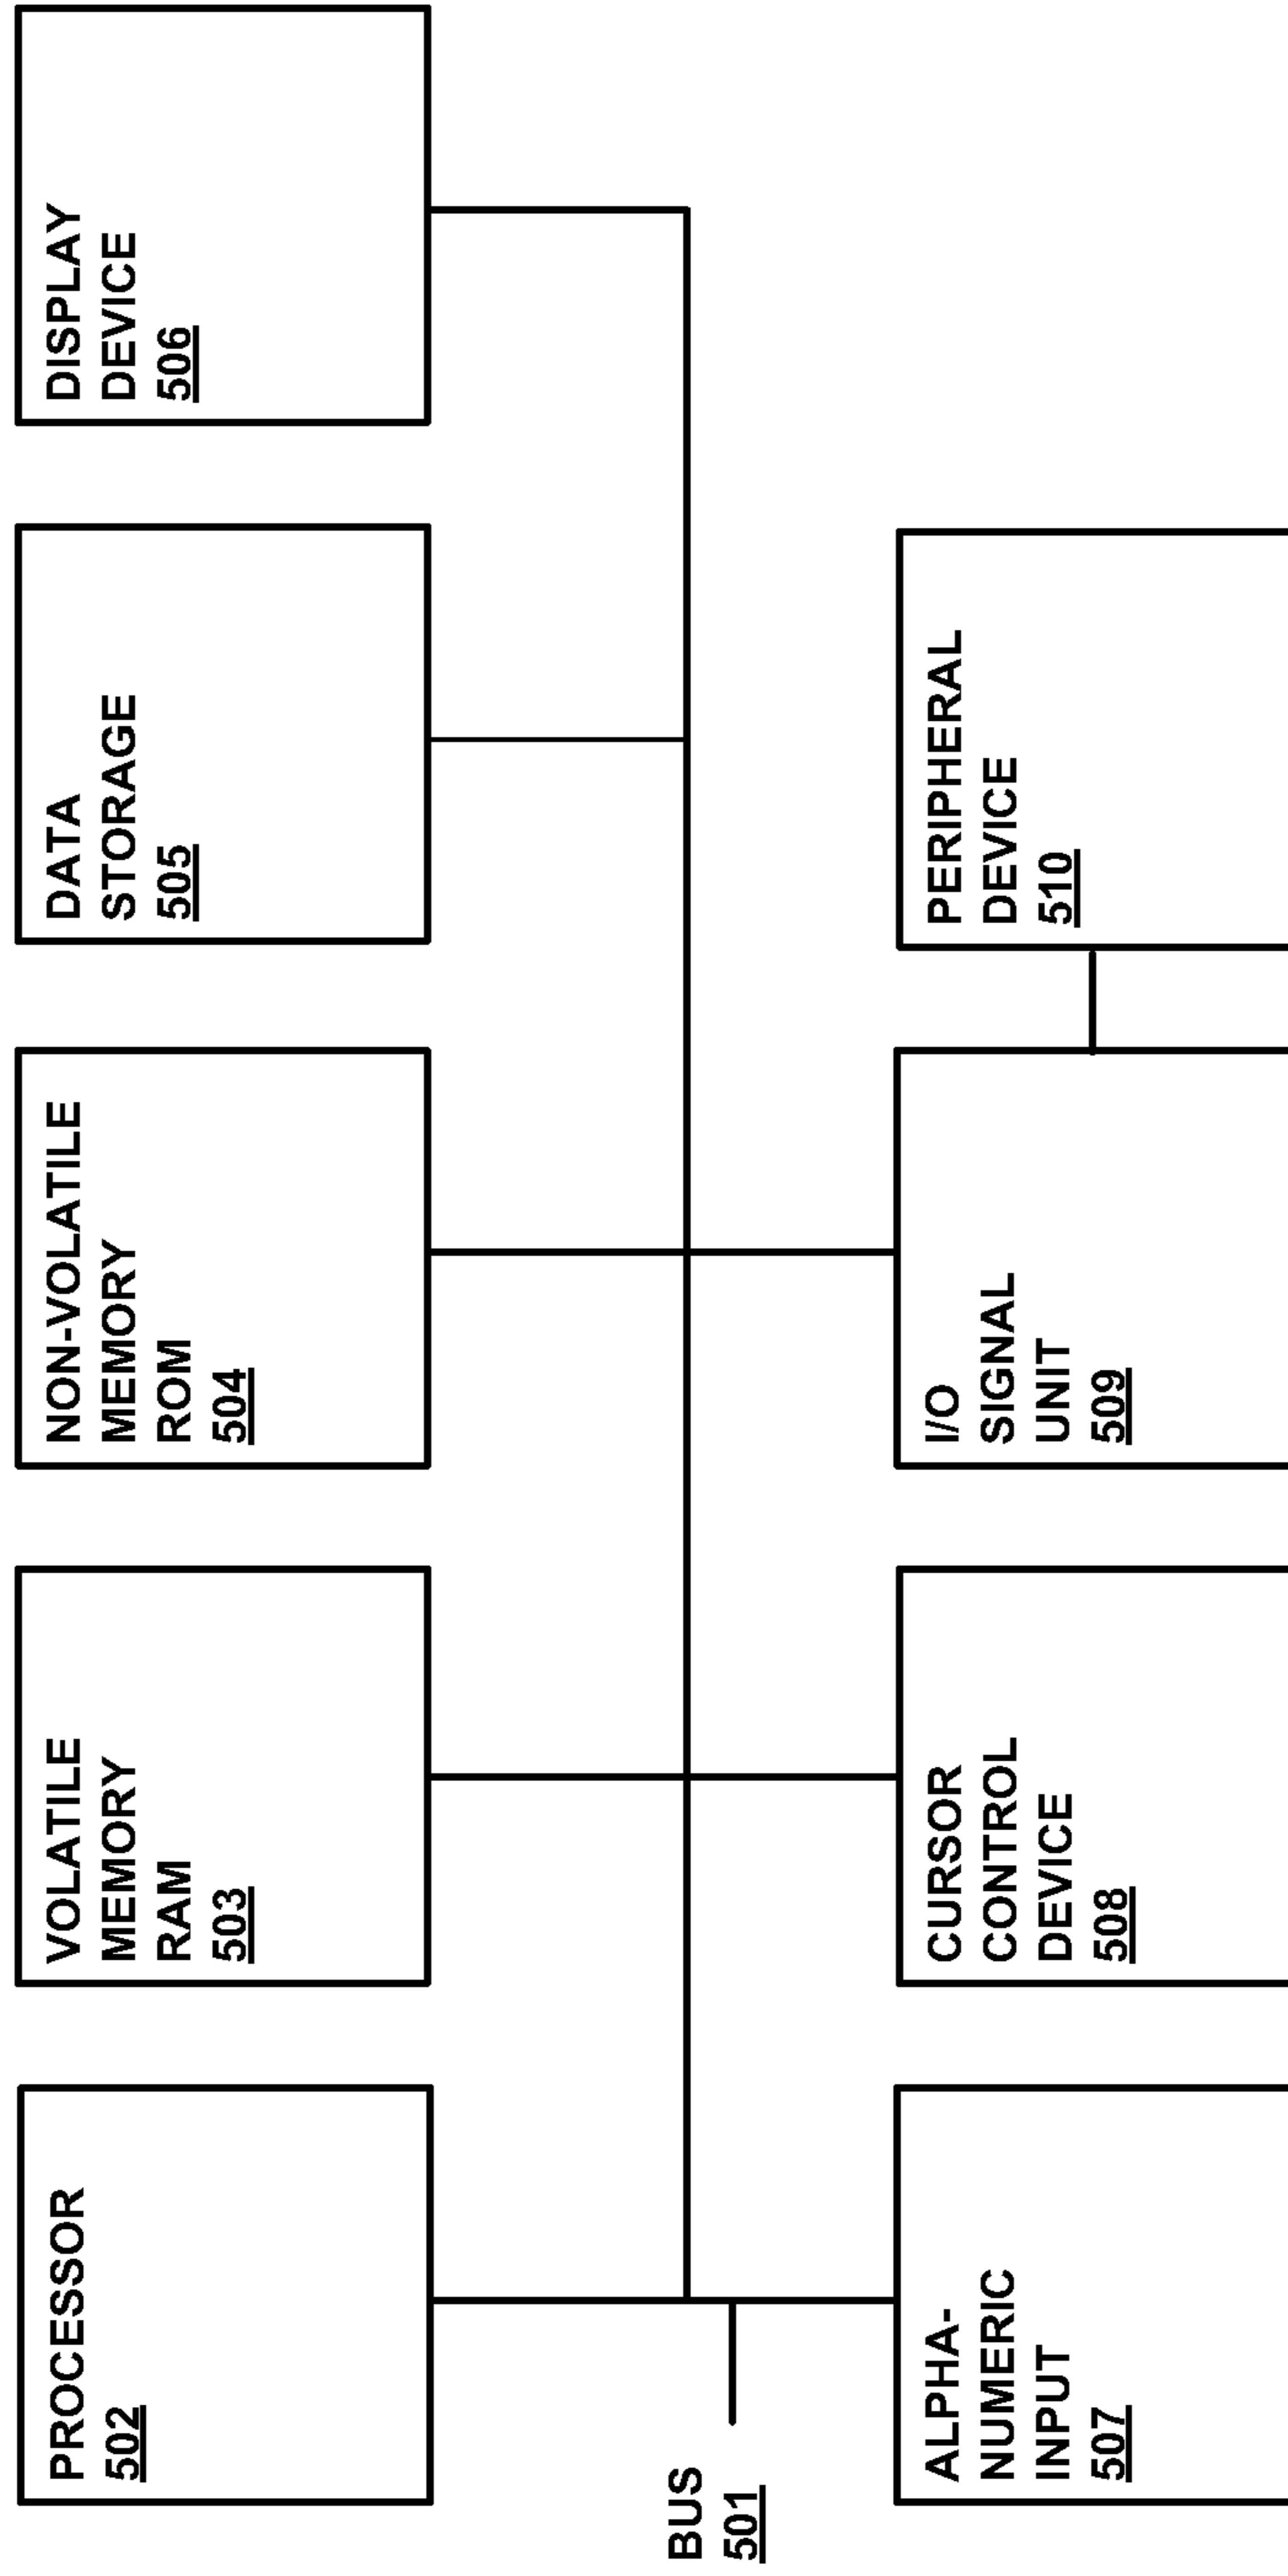 PROCESSOR
502
VOLATILE
MEMORY
RAM
503
NON-VOLATILE
MEMORY
ROM
504
DATA
STORAGE
505
DISPLAY
DEVICE
506
BUS
501
ALPHA-
NUMERIC
INPUT
507
CURSOR
CONTROL
DEVICE
508
I/O
SIGNAL
UNIT
509
PERIPHERAL
DEVICE
510